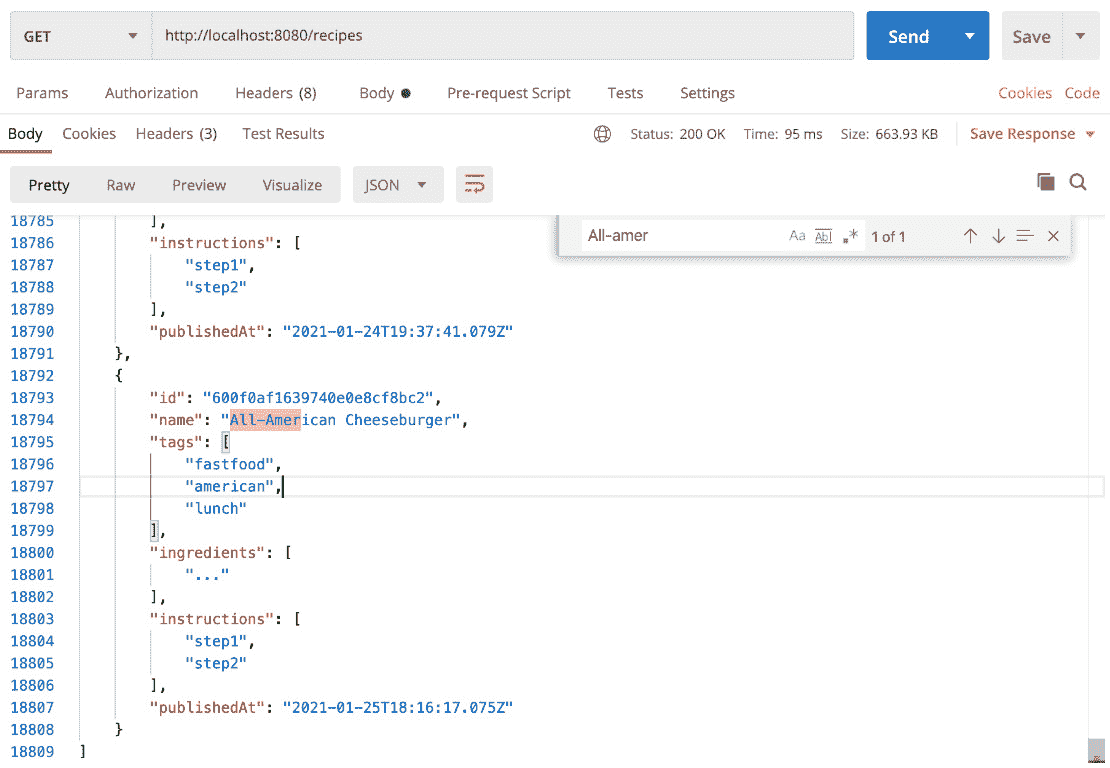 GET http://localhost:8080/recipes Send Save
Params Authorization Headers (8) Body Pre-request Script Tests Settings Cookies Code
Body Cookies Headers (3) Test Results Status: 200 OK Time: 95 ms Size: 663.93 KB Save Response
Pretty Raw Preview Visualize JSON
All-amer Aa Abl .* 1 of 1
18785 ],
18786 "instructions": [
18787 "step1",
18788 "step2"
18789 ],
18790 "publishedAt": "2021-01-24T19:37:41.079Z"
18791 },
18792 {
18793 "id": "600f0af1639740e0e8cf8bc2",
18794 "name": "All-American Cheeseburger",
18795 "tags": [
18796 "fastfood",
18797 "american",
18798 "lunch"
18799 ],
18800 "ingredients": [
18801 "..."
18802 ],
18803 "instructions": [
18804 "step1",
18805 "step2"
18806 ],
18807 "publishedAt": "2021-01-25T18:16:17.075Z"
18808 }
18809 ]